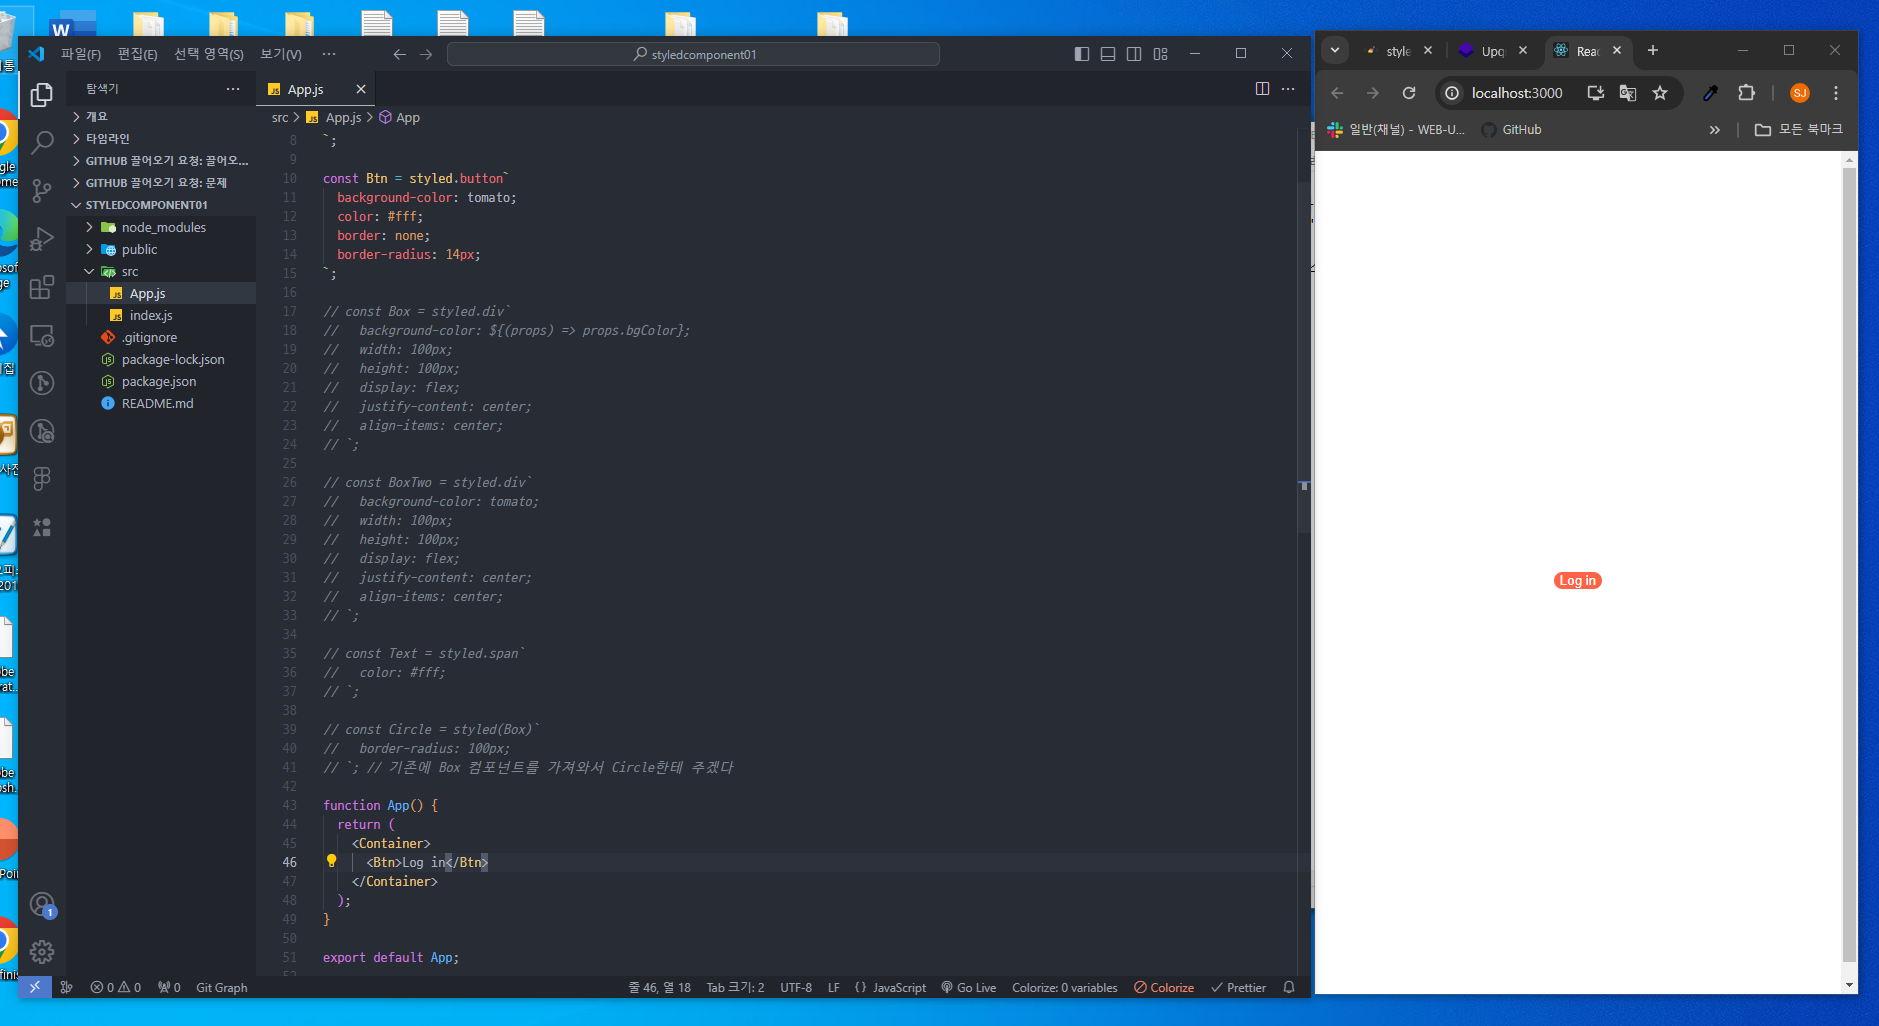 파일(F) 편집(E) 선택 영역(S) 보기(V) ··· styledcomponent01
탐색기 ···
개요
타임라인
GITHUB 끌어오기 요청: 끌어오...
GITHUB 끌어오기 요청: 문제
STYLEDCOMPONENT01
node_modules
public
src
App.js
index.js
.gitignore
package-lock.json
package.json
README.md
1
App.js
src > App.js > App
8 `;
9
10 const Btn = styled.button`
11 background-color: tomato;
12 color: #fff;
13 border: none;
14 border-radius: 14px;
15 `;
16
17 // const Box = styled.div`
18 //   background-color: ${(props) => props.bgColor};
19 //   width: 100px;
20 //   height: 100px;
21 //   display: flex;
22 //   justify-content: center;
23 //   align-items: center;
24 // `;
25
26 // const BoxTwo = styled.div`
27 //   background-color: tomato;
28 //   width: 100px;
29 //   height: 100px;
30 //   display: flex;
31 //   justify-content: center;
32 //   align-items: center;
33 // `;
34
35 // const Text = styled.span`
36 //   color: #fff;
37 // `;
38
39 // const Circle = styled(Box)`
40 //   border-radius: 100px;
41 // `; // 기존에 Box 컴포넌트를 가져와서 Circle한테 주겠다
42
43 function App() {
44 return (
45 <Container>
46 <Btn>Log in</Btn>
47 </Container>
48 );
49 }
50
51 export default App;
52
0 0 0 Git Graph 줄 46, 열 18 Tab 크기: 2 UTF-8 LF {} JavaScript Go Live Colorize: 0 variables Colorize Prettier
style Upg Rea
localhost:3000 SJ
일반(채널) - WEB-U... GitHub » 모든 북마크
Log in